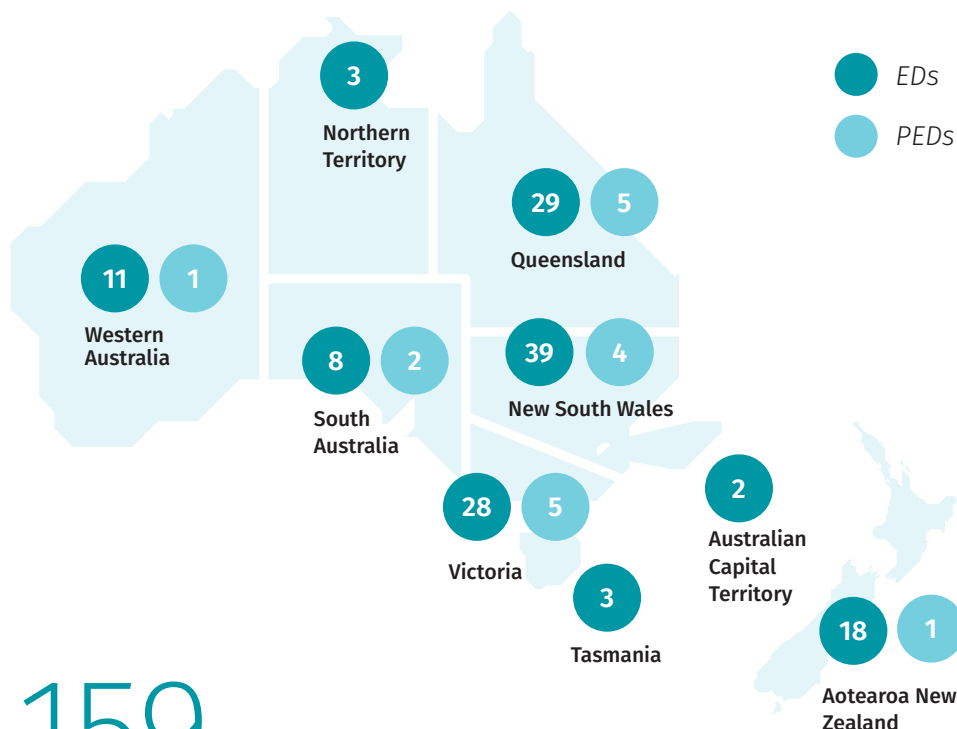 3
Northern
Territory
EDs
PEDs
29 5
Queensland
11 1
Western
Australia
8 2
South
Australia
39 4
New South Wales
28 5
Victoria
2
Australian
Capital
Territory
3
Tasmania
18 1
Aotearoa New
Zealand
159